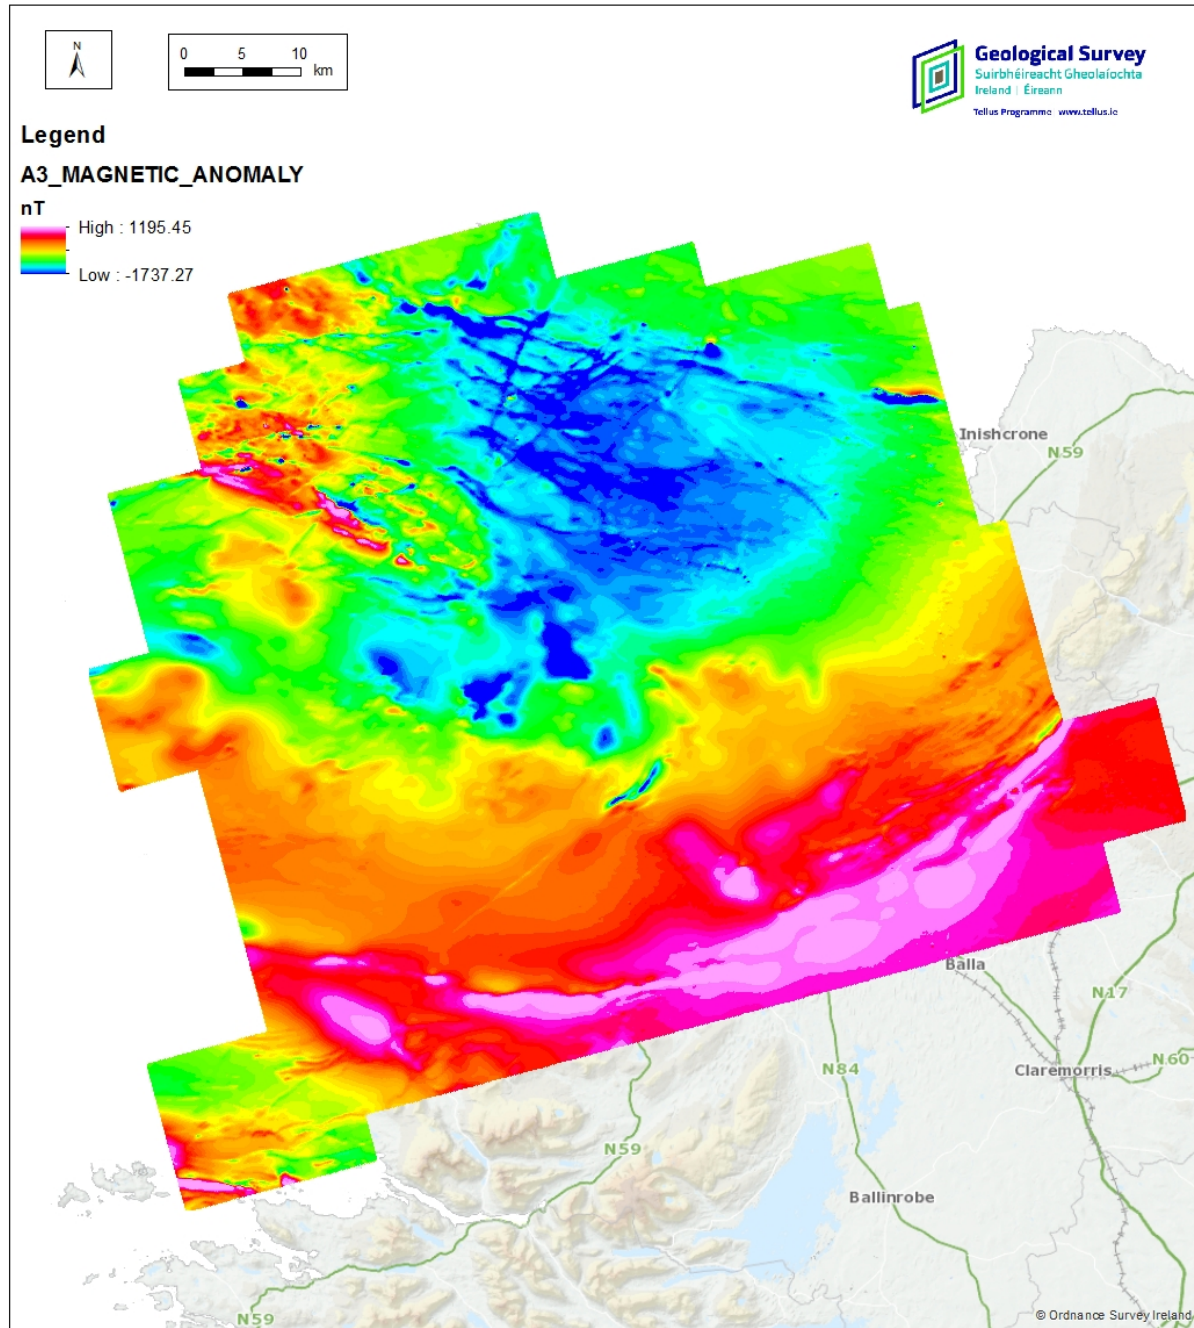 N
0 5 10
km
Geological Survey
Suirbhéireacht Gheolaíochta
Ireland | Éireann
Tellus Programme www.tellus.ie
Legend
A3_MAGNETIC_ANOMALY
nT
High : 1195.45
Low : -1737.27
Inishcrone
N59
Balla
N17
N84
Claremorris
N60
N59
Ballinrobe
N59
© Ordnance Survey Ireland